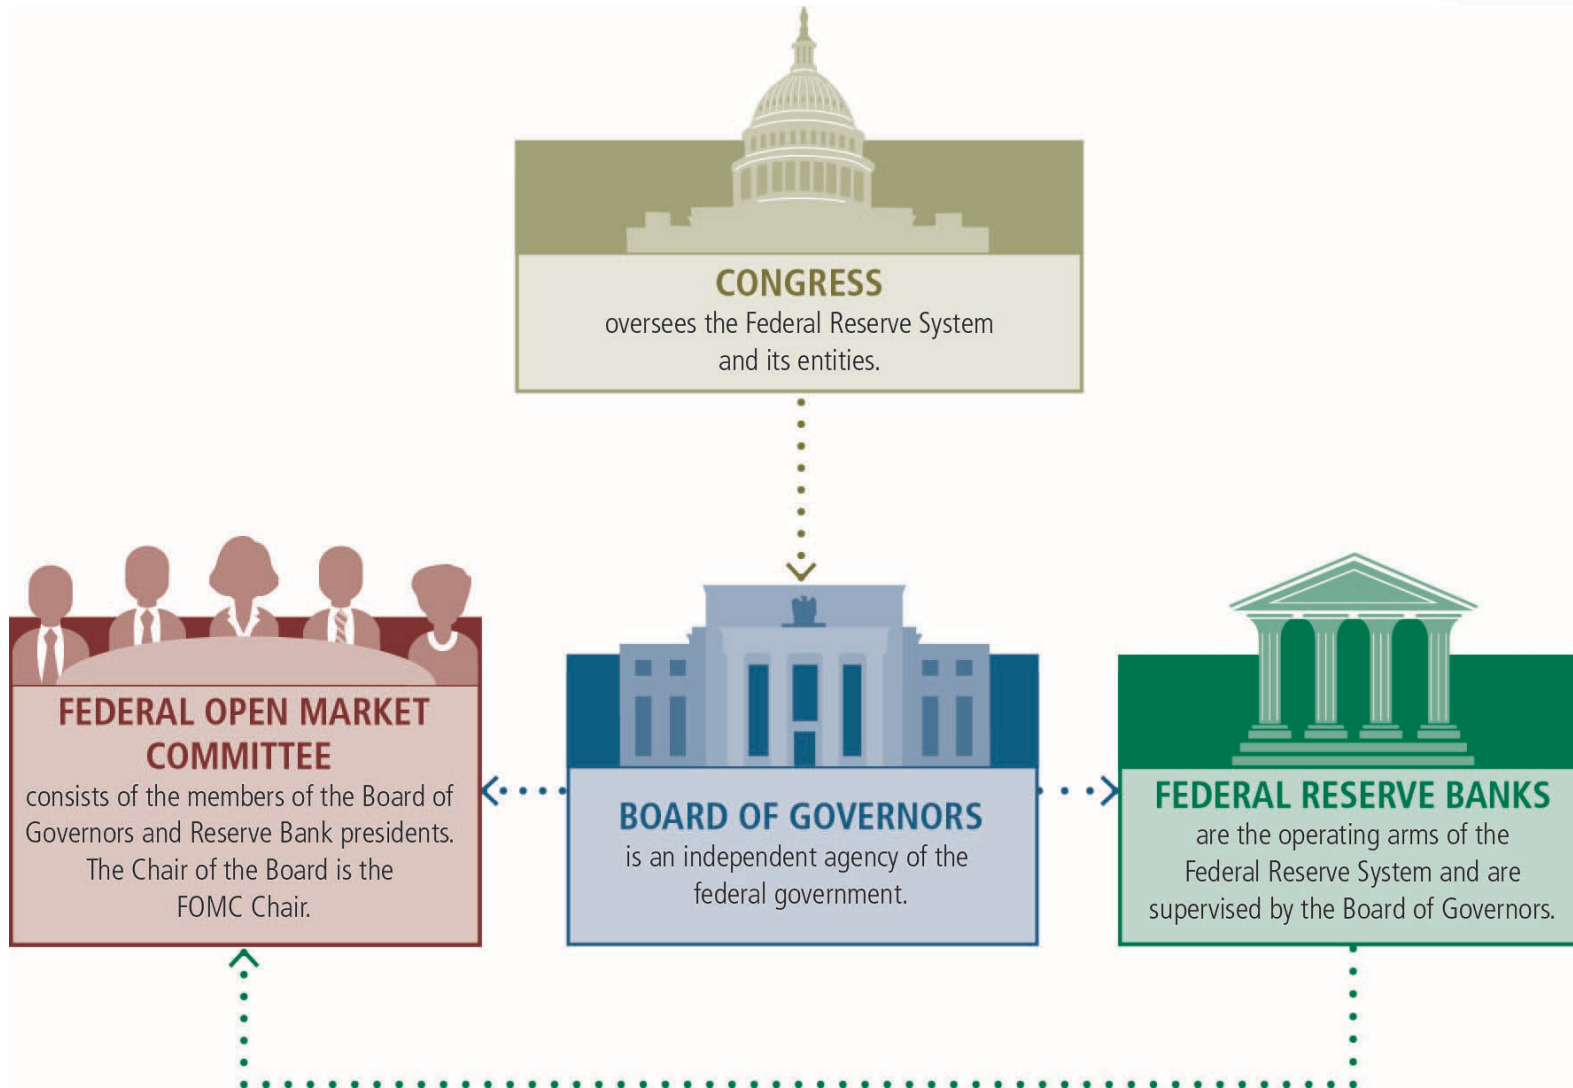 CONGRESS
oversees the Federal Reserve System
and its entities.
FEDERAL OPEN MARKET
COMMITTEE
consists of the members of the Board of
Governors and Reserve Bank presidents.
The Chair of the Board is the
FOMC Chair.
BOARD OF GOVERNORS
is an independent agency of the
federal government.
FEDERAL RESERVE BANKS
are the operating arms of the
Federal Reserve System and are
supervised by the Board of Governors.